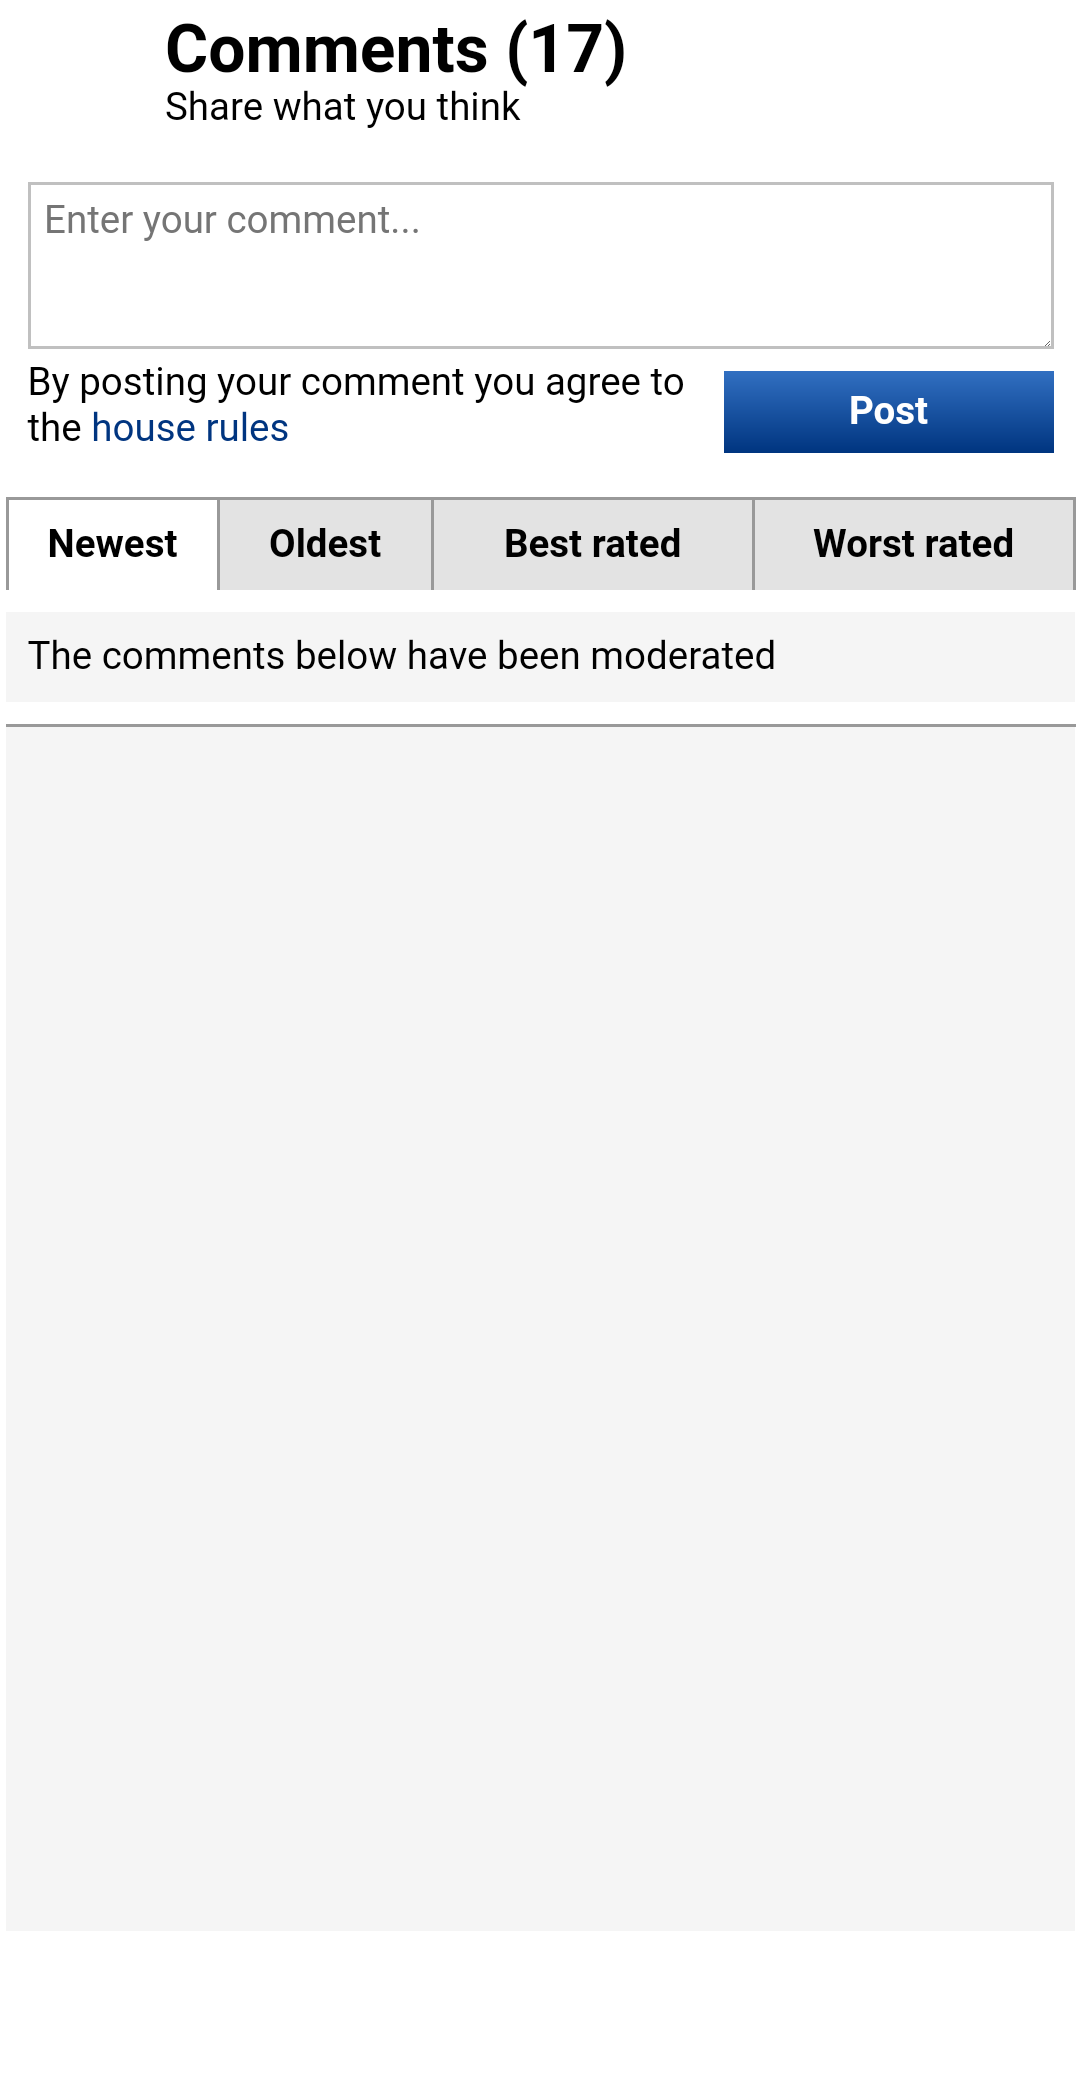 Comments (17)
Share what you think
Enter your comment...
By posting your comment you agree to
the house rules
Post
Newest
Oldest
Best rated
Worst rated
The comments below have been moderated